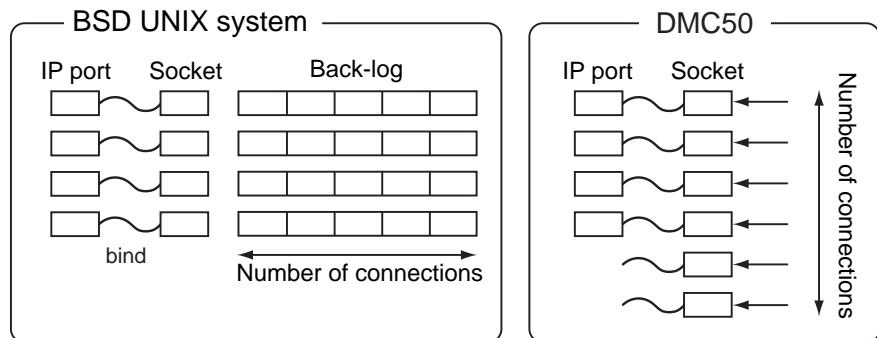 BSD UNIX system
IP port
Socket
Back-log
bind
Number of connections
DMC50
IP port
Socket
Number of connections